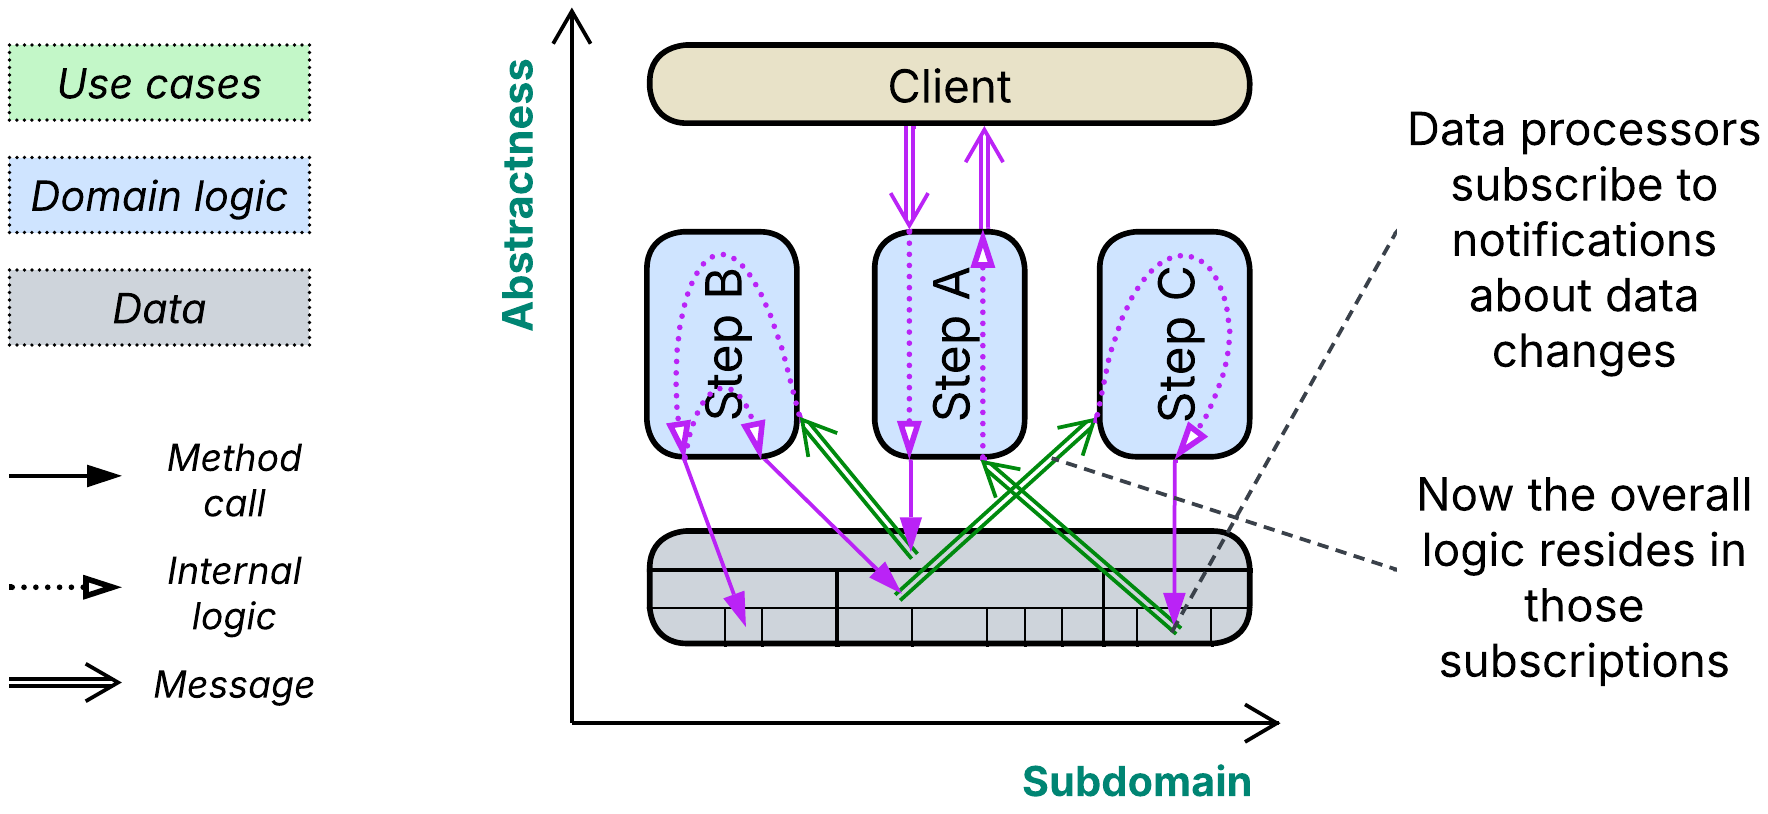 Use cases
Domain logic
Data
Method
call
Internal
logic
Message
Abstractness
Client
Step B
Step A
Step C
Subdomain
Data processors
subscribe to
notifications
about data
changes
Now the overall
logic resides in
those
subscriptions